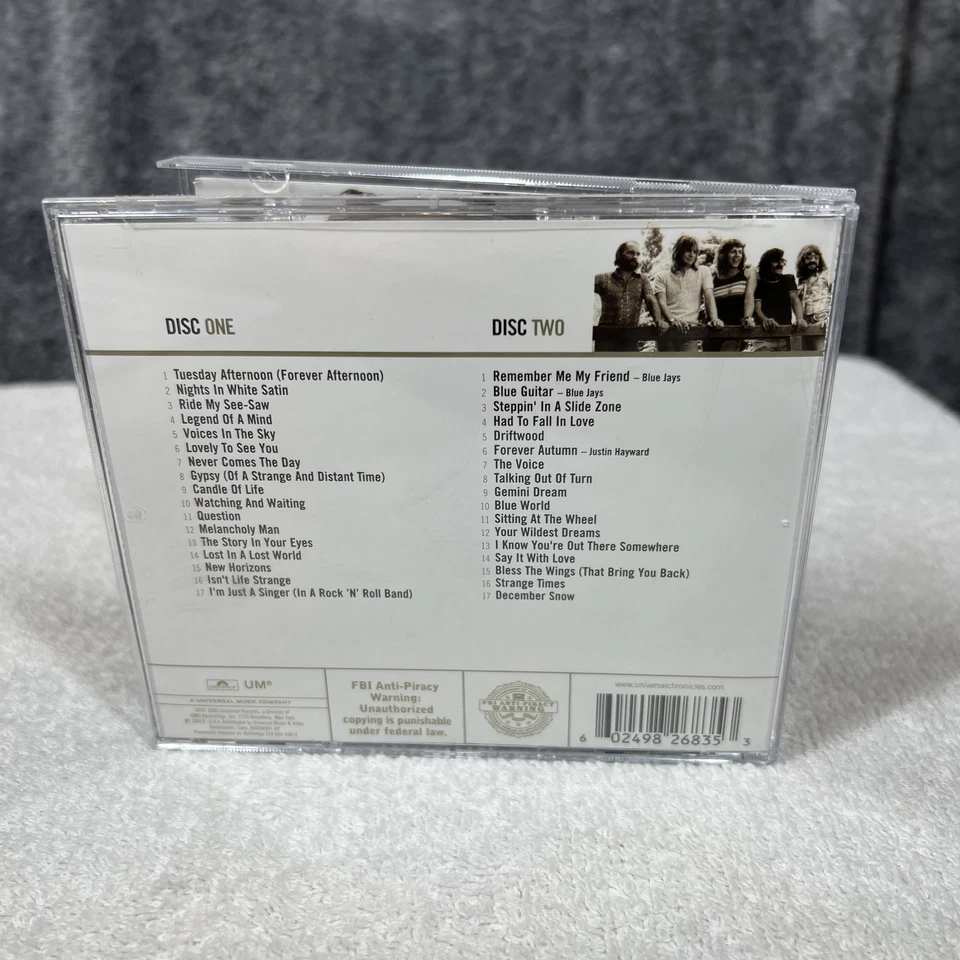 DISC ONE
1 Tuesday Afternoon (Forever Afternoon)
2 Nights In White Satin
3 Ride My See-Saw
4 Legend Of A Mind
5 Voices In The Sky
6 Lovely To See You
7 Never Comes The Day
8 Gypsy (Of A Strange And Distant Time)
9 Candle Of Life
10 Watching And Waiting
11 Question
12 Melancholy Man
13 The Story In Your Eyes
14 Lost In A Lost World
15 New Horizons
16 Isn't Life Strange
17 I'm Just A Singer (In A Rock 'N' Roll Band)
DISC TWO
1 Remember Me My Friend – Blue Jays
2 Blue Guitar – Blue Jays
3 Steppin' In A Slide Zone
4 Had To Fall In Love
5 Driftwood
6 Forever Autumn – Justin Hayward
7 The Voice
8 Talking Out Of Turn
9 Gemini Dream
10 Blue World
11 Sitting At The Wheel
12 Your Wildest Dreams
13 I Know You're Out There Somewhere
14 Say It With Love
15 Bless The Wings (That Bring You Back)
16 Strange Times
17 December Snow
UMe
A UNIVERSAL MUSIC COMPANY
FBI Anti-Piracy
Warning:
Unauthorized
copying is punishable
under federal law.
FBI ANTI-PIRACY
WARNING
www.universalchronicles.com
6 02498 26835 3